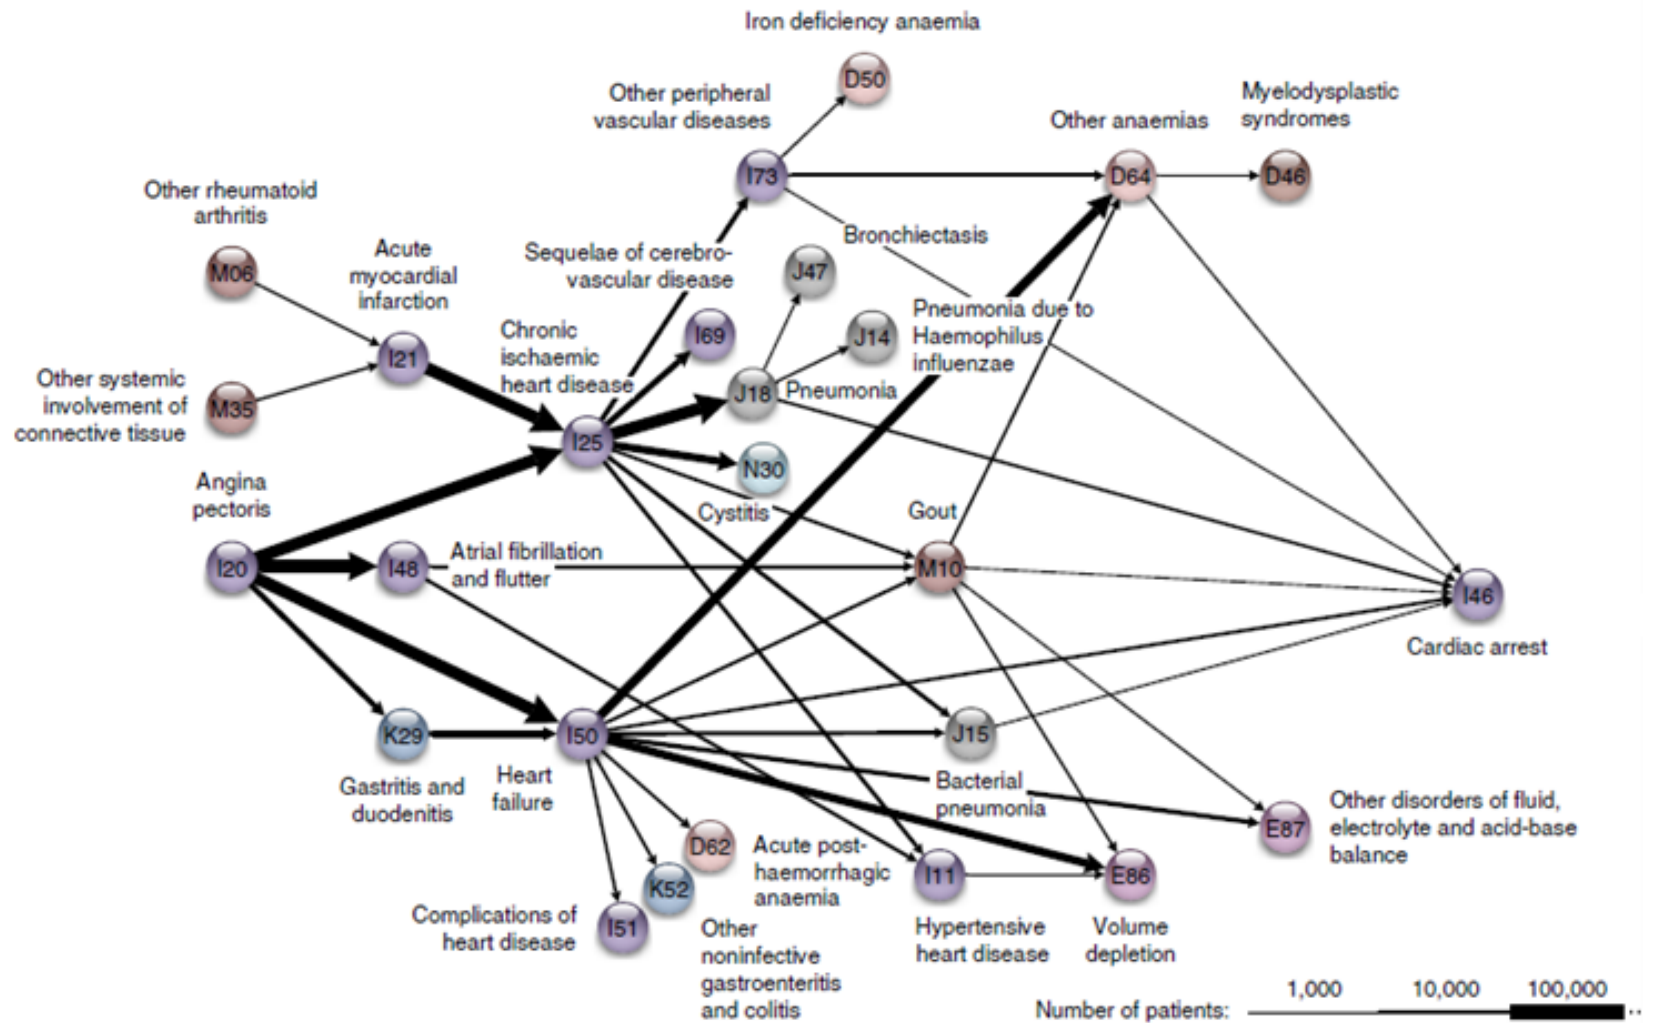 Iron deficiency anaemia
D50
Other peripheral
vascular diseases
Myelodysplastic
syndromes
Other anaemias
I73
D64
D46
Other rheumatoid
arthritis
M06
Acute
myocardial
infarction
Sequelae of cerebro-
vascular disease
Bronchiectasis
J47
I21
Chronic
ischaemic
heart disease
I69
J14
Pneumonia due to
Haemophilus
influenzae
Other systemic
involvement of
connective tissue
M35
J18
Pneumonia
I25
N30
Cystitis
Angina
pectoris
Gout
I20
I48
Atrial fibrillation
and flutter
M10
I46
Cardiac arrest
K29
Gastritis and
duodenitis
I50
Heart
failure
J15
Bacterial
pneumonia
E87
Other disorders of fluid,
electrolyte and acid-base
balance
D62
Acute post-
haemorrhagic
anaemia
K52
I51
Complications of
heart disease
Other
noninfective
gastroenteritis
and colitis
I11
Hypertensive
heart disease
E86
Volume
depletion
1,000
10,000
100,000
Number of patients: